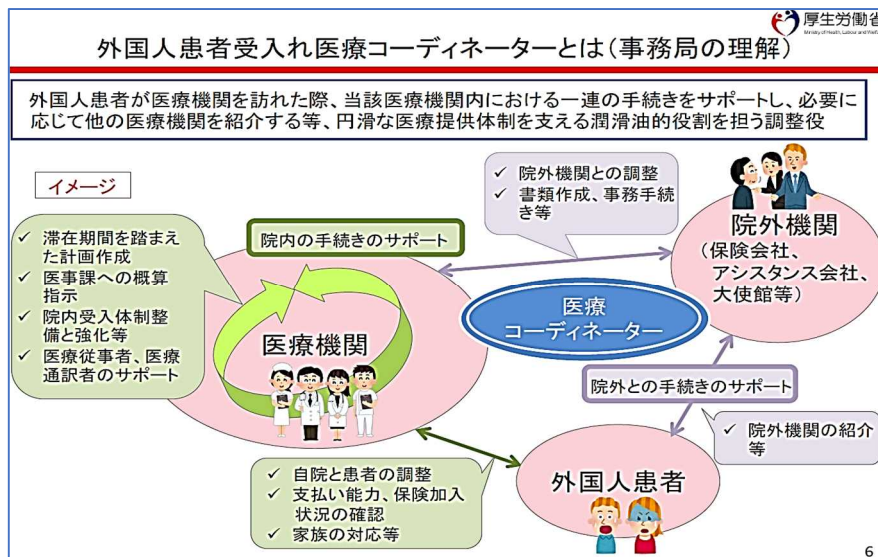 厚生労働省
Ministry of Health, Labour and Welf
外国人患者受入れ医療コーディネーターとは（事務局の理解）
外国人患者が医療機関を訪れた際、当該医療機関内における一連の手続きをサポートし、必要に
応じて他の医療機関を紹介する等、円滑な医療提供体制を支える潤滑油的役割を担う調整役
イメージ
✓ 院外機関との調整
✓ 書類作成、事務手続
き等
院外機関
（保険会社、
アシスタンス会社、
大使館等）
✓ 滞在期間を踏まえ
た計画作成
✓ 医事課への概算
指示
✓ 院内受入体制整
備と強化等
✓ 医療従事者、医療
通訳者のサポート
院内の手続きのサポート
医療機関
医療
コーディネーター
院外との手続きのサポート
✓ 院外機関の紹介
等
✓ 自院と患者の調整
✓ 支払い能力、保険加入
状況の確認
✓ 家族の対応等
外国人患者
6